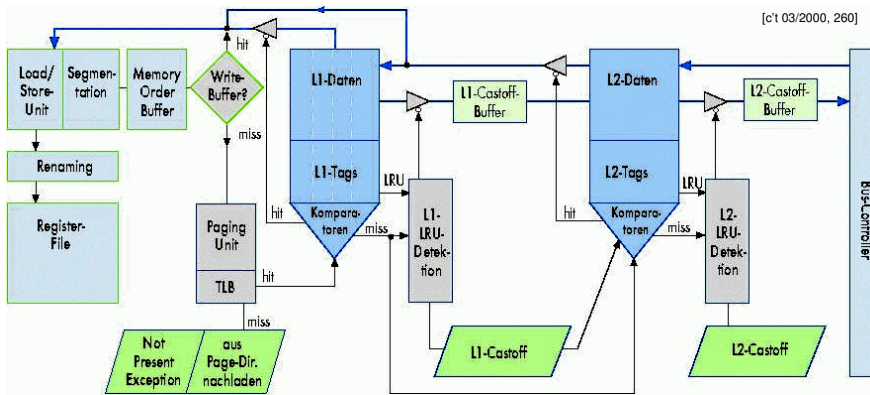 [c't 03/2000, 260]
hit
Load/
Store-
Unit
Segmen-
tation
Memory
Order
Buffer
Write-
Buffer?
miss
L1-Daten
L1-Castoff-
Buffer
L2-Daten
L2-Castoff-
Buffer
Bus-Controller
Renaming
L1-Tags
LRU
L2-Tags
LRU
Register-
File
Paging
Unit
hit
Kompara-
toren
miss
L1-
LRU-
Detek-
tion
hit
Kompara-
toren
miss
L2-
LRU-
Detek-
tion
TLB
hit
miss
Not
Present
Exception
aus
Page-Dir.
nachladen
L1-Castoff
L2-Castoff